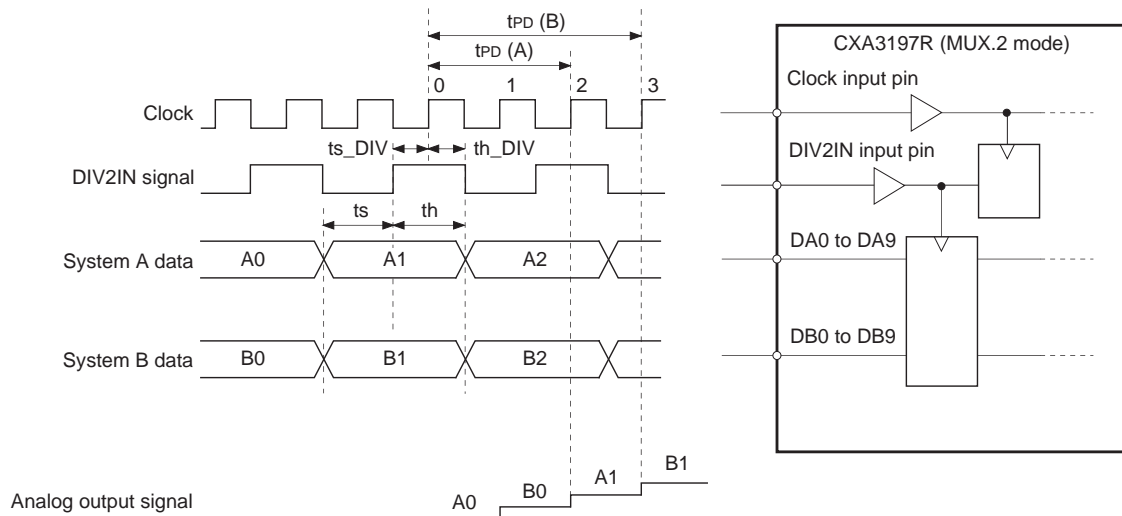 tPD (B)
tPD (A)
0 1 2 3
Clock
ts_DIV th_DIV
DIV2IN signal
ts th
System A data A0 A1 A2
System B data B0 B1 B2
Analog output signal A0 B0 A1 B1
CXA3197R (MUX.2 mode)
Clock input pin
DIV2IN input pin
DA0 to DA9
DB0 to DB9